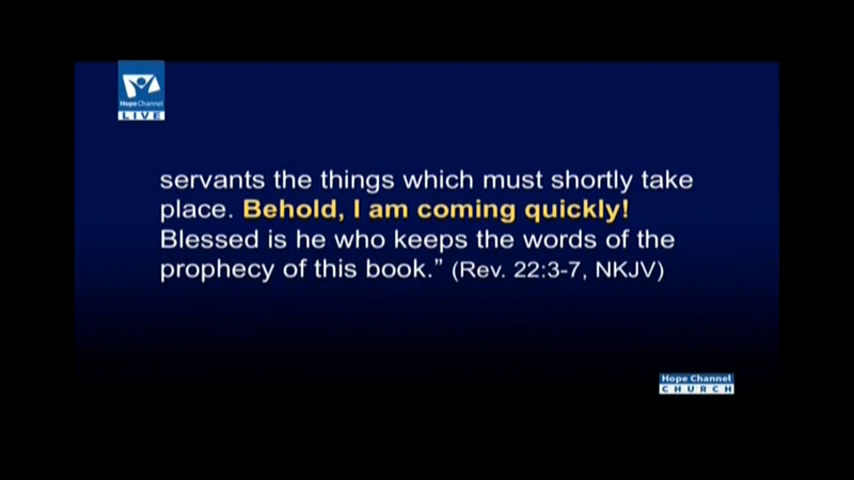 Hope Channel
LIVE
servants the things which must shortly take
place. Behold, I am coming quickly!
Blessed is he who keeps the words of the
prophecy of this book.” (Rev. 22:3-7, NKJV)
Hope Channel
CHURCH